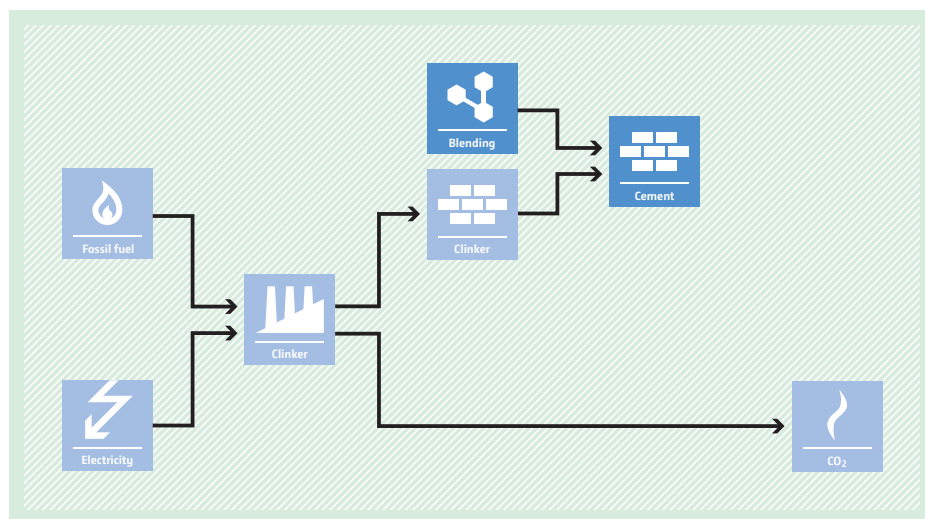 Blending
Cement
Fossil fuel
Clinker
Clinker
Electricity
CO₂